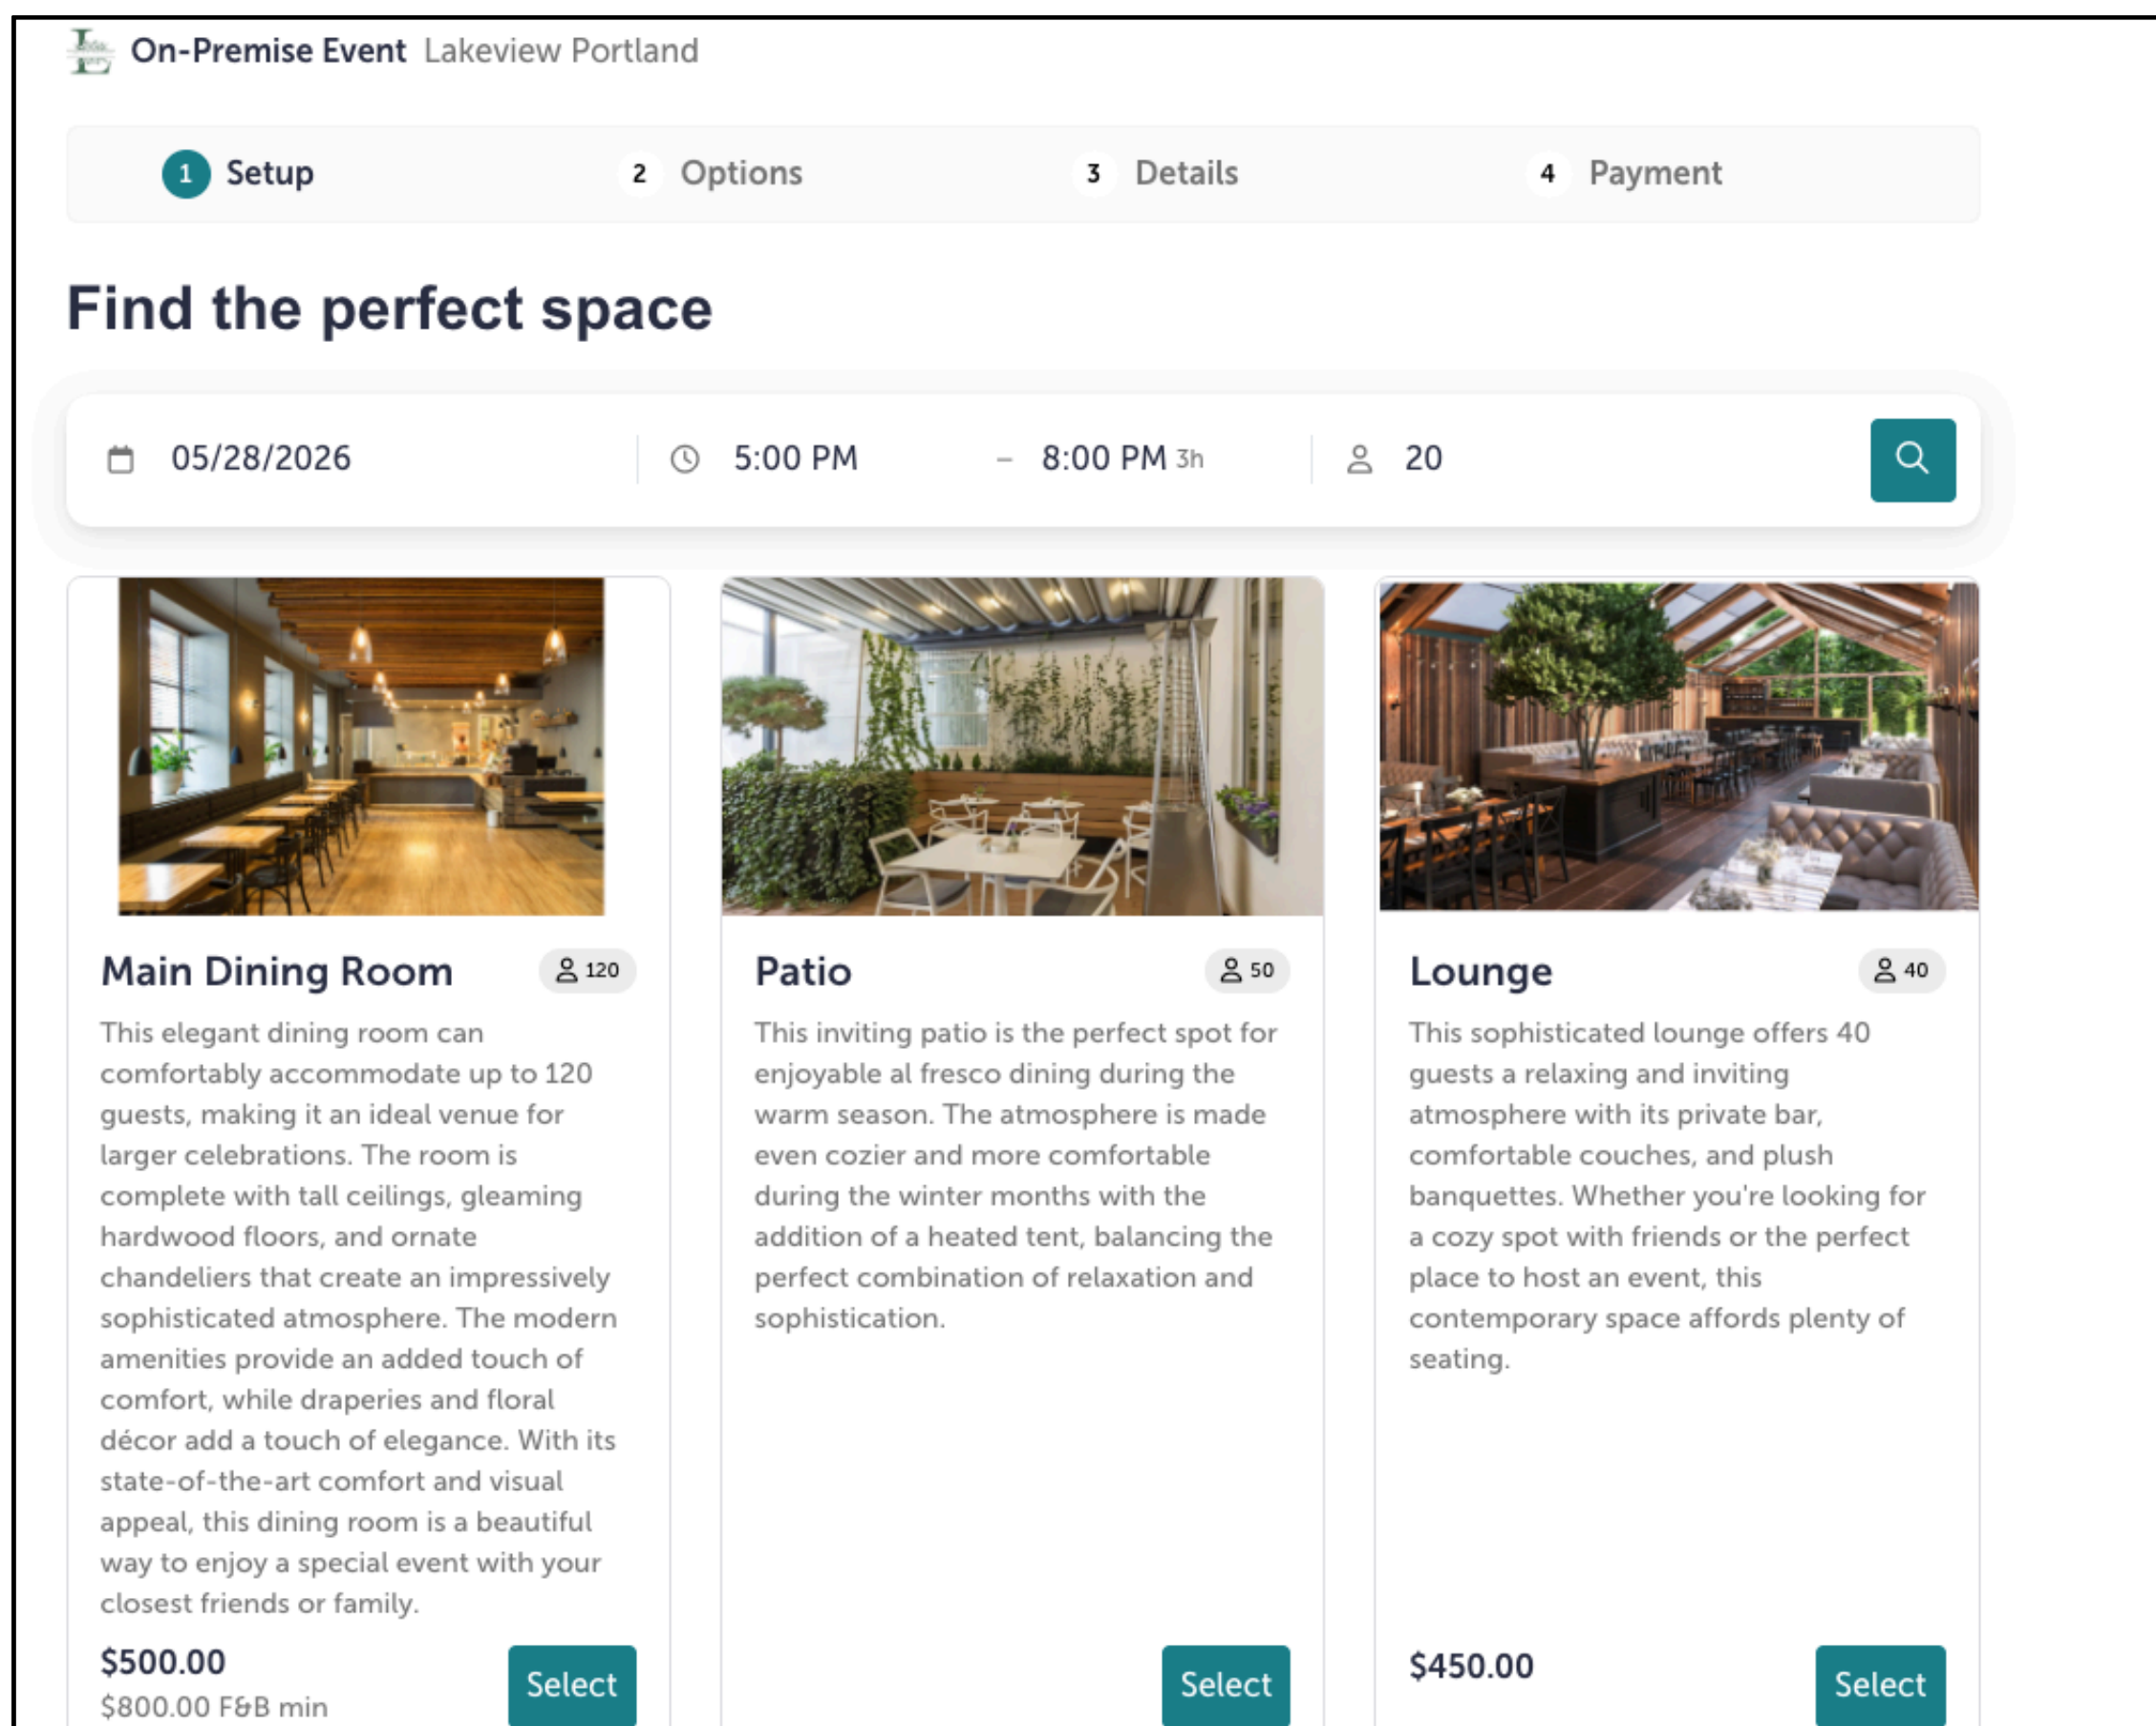 On-Premise Event Lakeview Portland
1 Setup
2 Options
3 Details
4 Payment
Find the perfect space
05/28/2026
5:00 PM – 8:00 PM 3h
20
Main Dining Room 120
This elegant dining room can
comfortably accommodate up to 120
guests, making it an ideal venue for
larger celebrations. The room is
complete with tall ceilings, gleaming
hardwood floors, and ornate
chandeliers that create an impressively
sophisticated atmosphere. The modern
amenities provide an added touch of
comfort, while draperies and floral
décor add a touch of elegance. With its
state-of-the-art comfort and visual
appeal, this dining room is a beautiful
way to enjoy a special event with your
closest friends or family.
$500.00
$800.00 F&B min
Select
Patio 50
This inviting patio is the perfect spot for
enjoyable al fresco dining during the
warm season. The atmosphere is made
even cozier and more comfortable
during the winter months with the
addition of a heated tent, balancing the
perfect combination of relaxation and
sophistication.
Select
Lounge 40
This sophisticated lounge offers 40
guests a relaxing and inviting
atmosphere with its private bar,
comfortable couches, and plush
banquettes. Whether you're looking for
a cozy spot with friends or the perfect
place to host an event, this
contemporary space affords plenty of
seating.
$450.00
Select